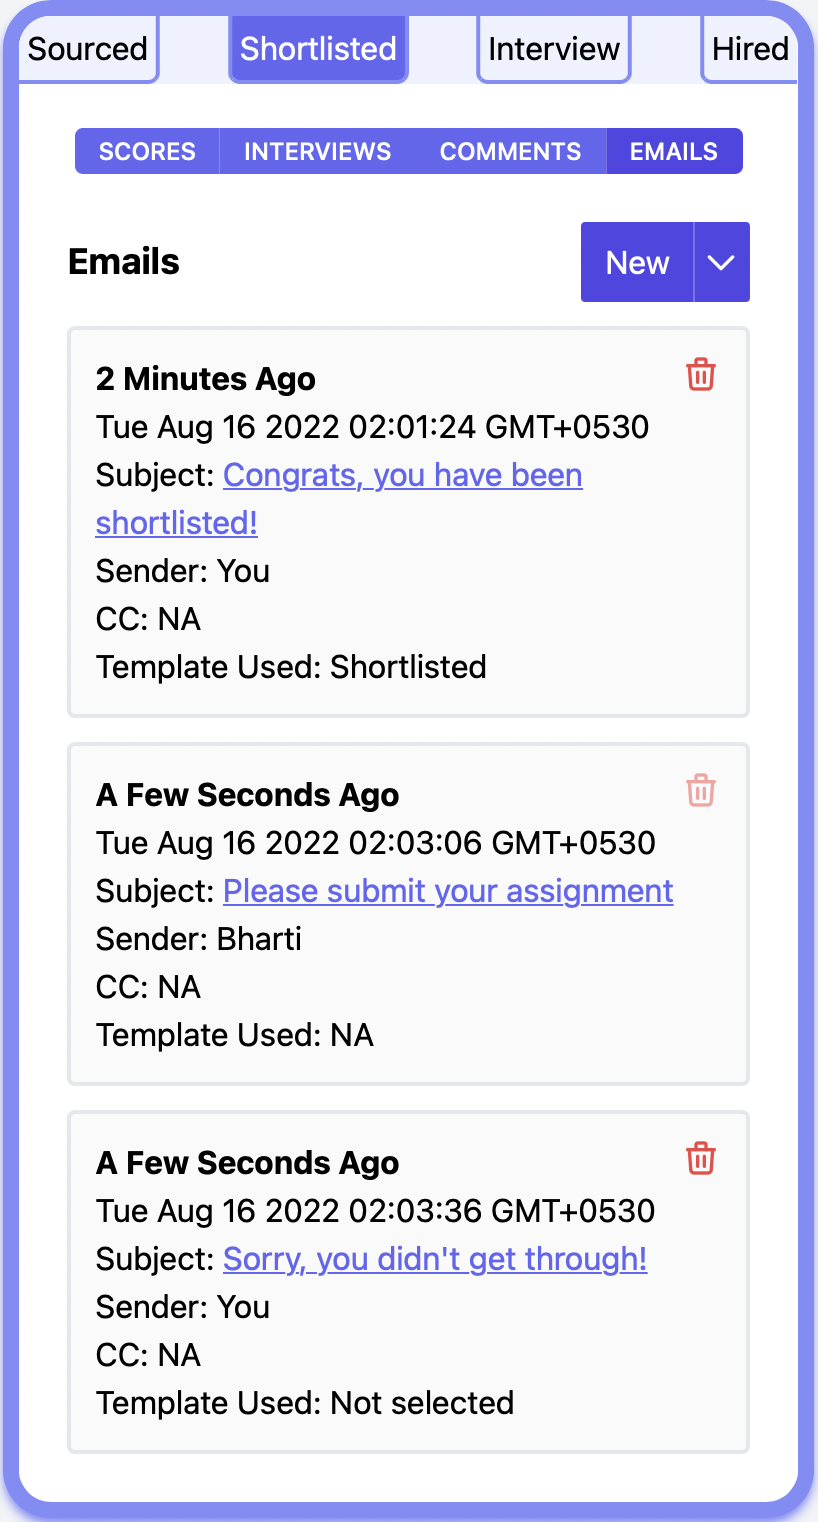 Sourced Shortlisted Interview Hired
SCORES INTERVIEWS COMMENTS EMAILS
Emails New
2 Minutes Ago
Tue Aug 16 2022 02:01:24 GMT+0530
Subject: Congrats, you have been
shortlisted!
Sender: You
CC: NA
Template Used: Shortlisted
A Few Seconds Ago
Tue Aug 16 2022 02:03:06 GMT+0530
Subject: Please submit your assignment
Sender: Bharti
CC: NA
Template Used: NA
A Few Seconds Ago
Tue Aug 16 2022 02:03:36 GMT+0530
Subject: Sorry, you didn't get through!
Sender: You
CC: NA
Template Used: Not selected